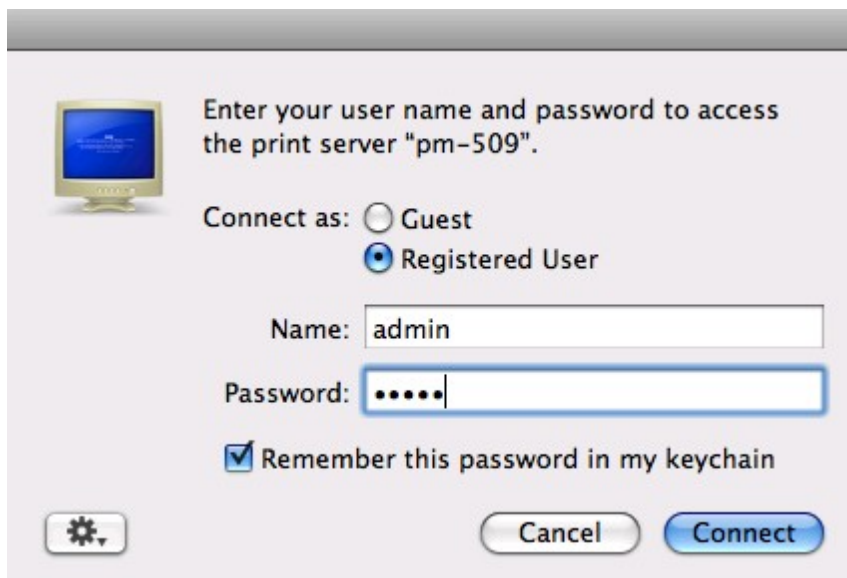 Enter your user name and password to access
the print server “pm-509”.
Connect as: Guest
Registered User
Name: admin
Password: •••••
Remember this password in my keychain
Cancel Connect